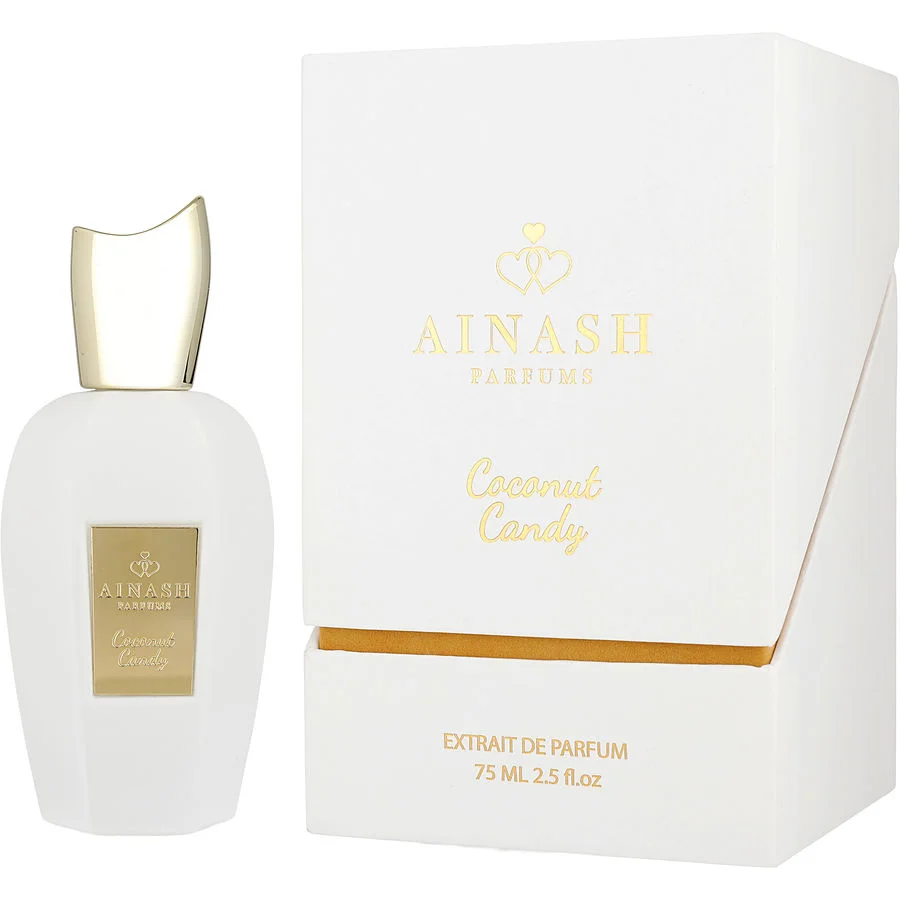 AINASH
PARFUMS
Coconut
Candy
AINASH
PARFUMS
Coconut
Candy
EXTRAIT DE PARFUM
75 ML 2.5 fl.oz